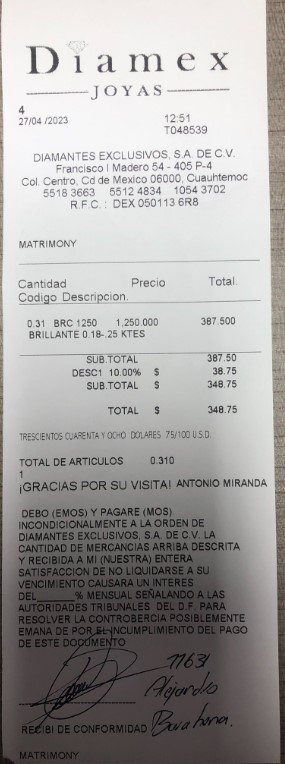 Diamex
JOYAS
4
27/04 /2023 12:51
T048539
DIAMANTES EXCLUSIVOS, S.A. DE C.V.
Francisco I Madero 54 - 405 P-4
Col. Centro, Cd de Mexico 06000, Cuauhtemoc
5518 3663 5512 4834 1054 3702
R.F.C. : DEX 050113 6R8
MATRIMONY
Cantidad Precio Total.
Codigo Descripcion.
0.31 BRC 1250 1,250.000 387.500
BRILLANTE 0.18-.25 KTES
SUB.TOTAL 387.50
DESC1 10.00% $ 38.75
SUB.TOTAL $ 348.75
TOTAL $ 348.75
TRESCIENTOS CUARENTA Y OCHO DOLARES 75/100 U.S.D.
TOTAL DE ARTICULOS 0.310
1
¡GRACIAS POR SU VISITA! ANTONIO MIRANDA
DEBO (EMOS) Y PAGARE (MOS)
INCONDICIONALMENTE A LA ORDEN DE
DIAMANTES EXCLUSIVOS, S.A. DE C.V. LA
CANTIDAD DE MERCANCIAS ARRIBA DESCRITA
Y RECIBIDA A MI (NUESTRA) ENTERA
SATISFACCION DE NO LIQUIDARSE A SU
VENCIMIENTO CAUSARA UN INTERES
DEL_____% MENSUAL SEÑALANDO A LAS
AUTORIDADES TRIBUNALES DEL D.F. PARA
RESOLVER LA CONTROBERCIA POSIBLEMENTE
EMANA DE POR EL INCUMPLIMIENTO DEL PAGO
DE ESTE DOCUMENTO
77631
Alejandro
RECIBI DE CONFORMIDAD Barahona.
MATRIMONY